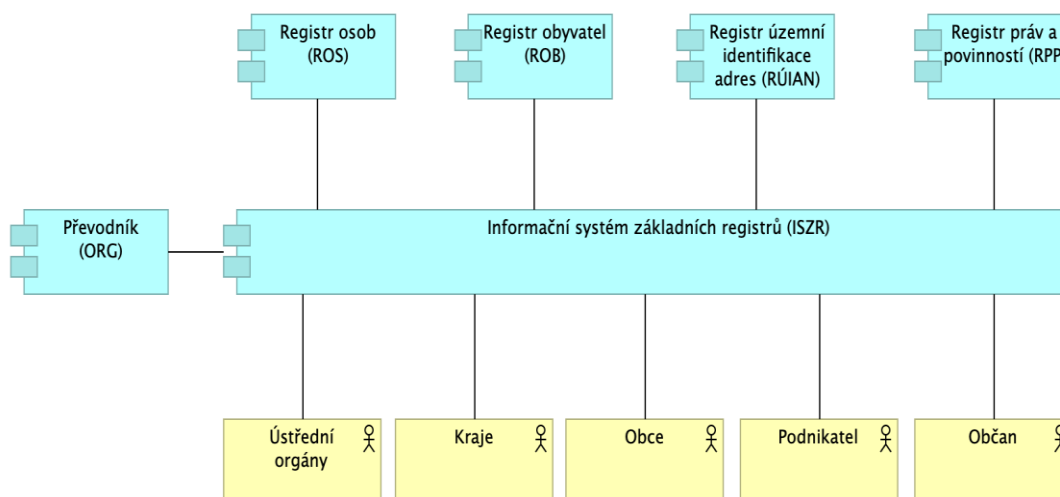 Registr osob
(ROS)
Registr obyvatel
(ROB)
Registr územní
identifikace
adres (RÚIAN)
Registr práv a
povinností (RPP
Převodník
(ORG)
Informační systém základních registrů (ISZR)
Ústřední
orgány
Kraje
Obce
Podnikatel
Občan